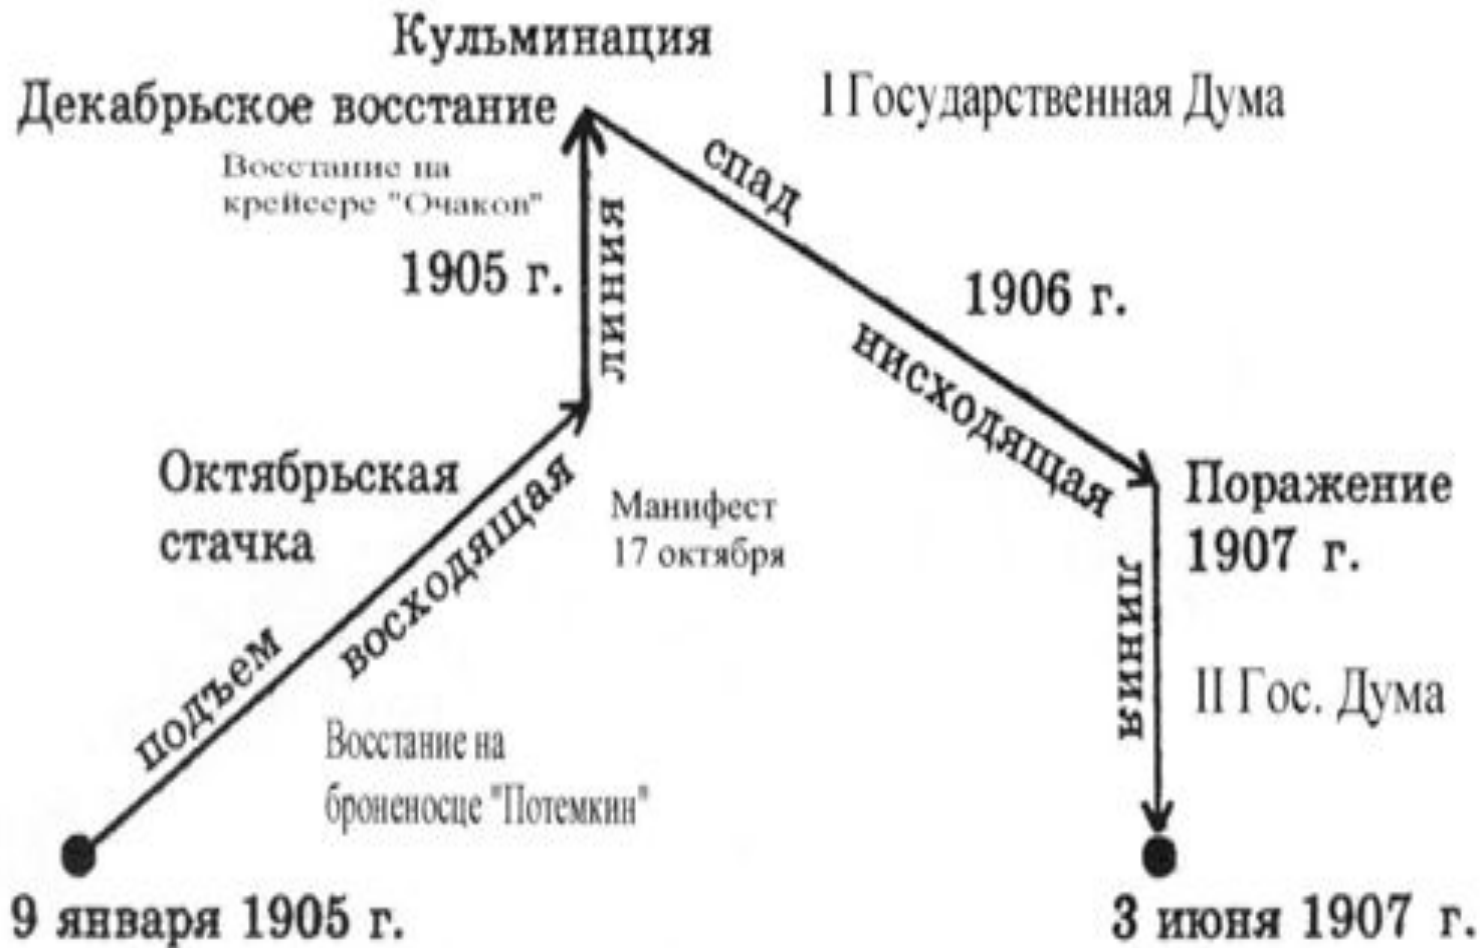 Кульминация
Декабрьское восстание
I Государственная Дума
Восстание на
крейсере "Очаков"
спад
линия
1905 г.
1906 г.
нисходящая
Октябрьская
стачка
восходящая
Манифест
17 октября
Поражение
1907 г.
линия
подъем
II Гос. Дума
Восстание на
броненосце "Потемкин"
9 января 1905 г.
3 июня 1907 г.